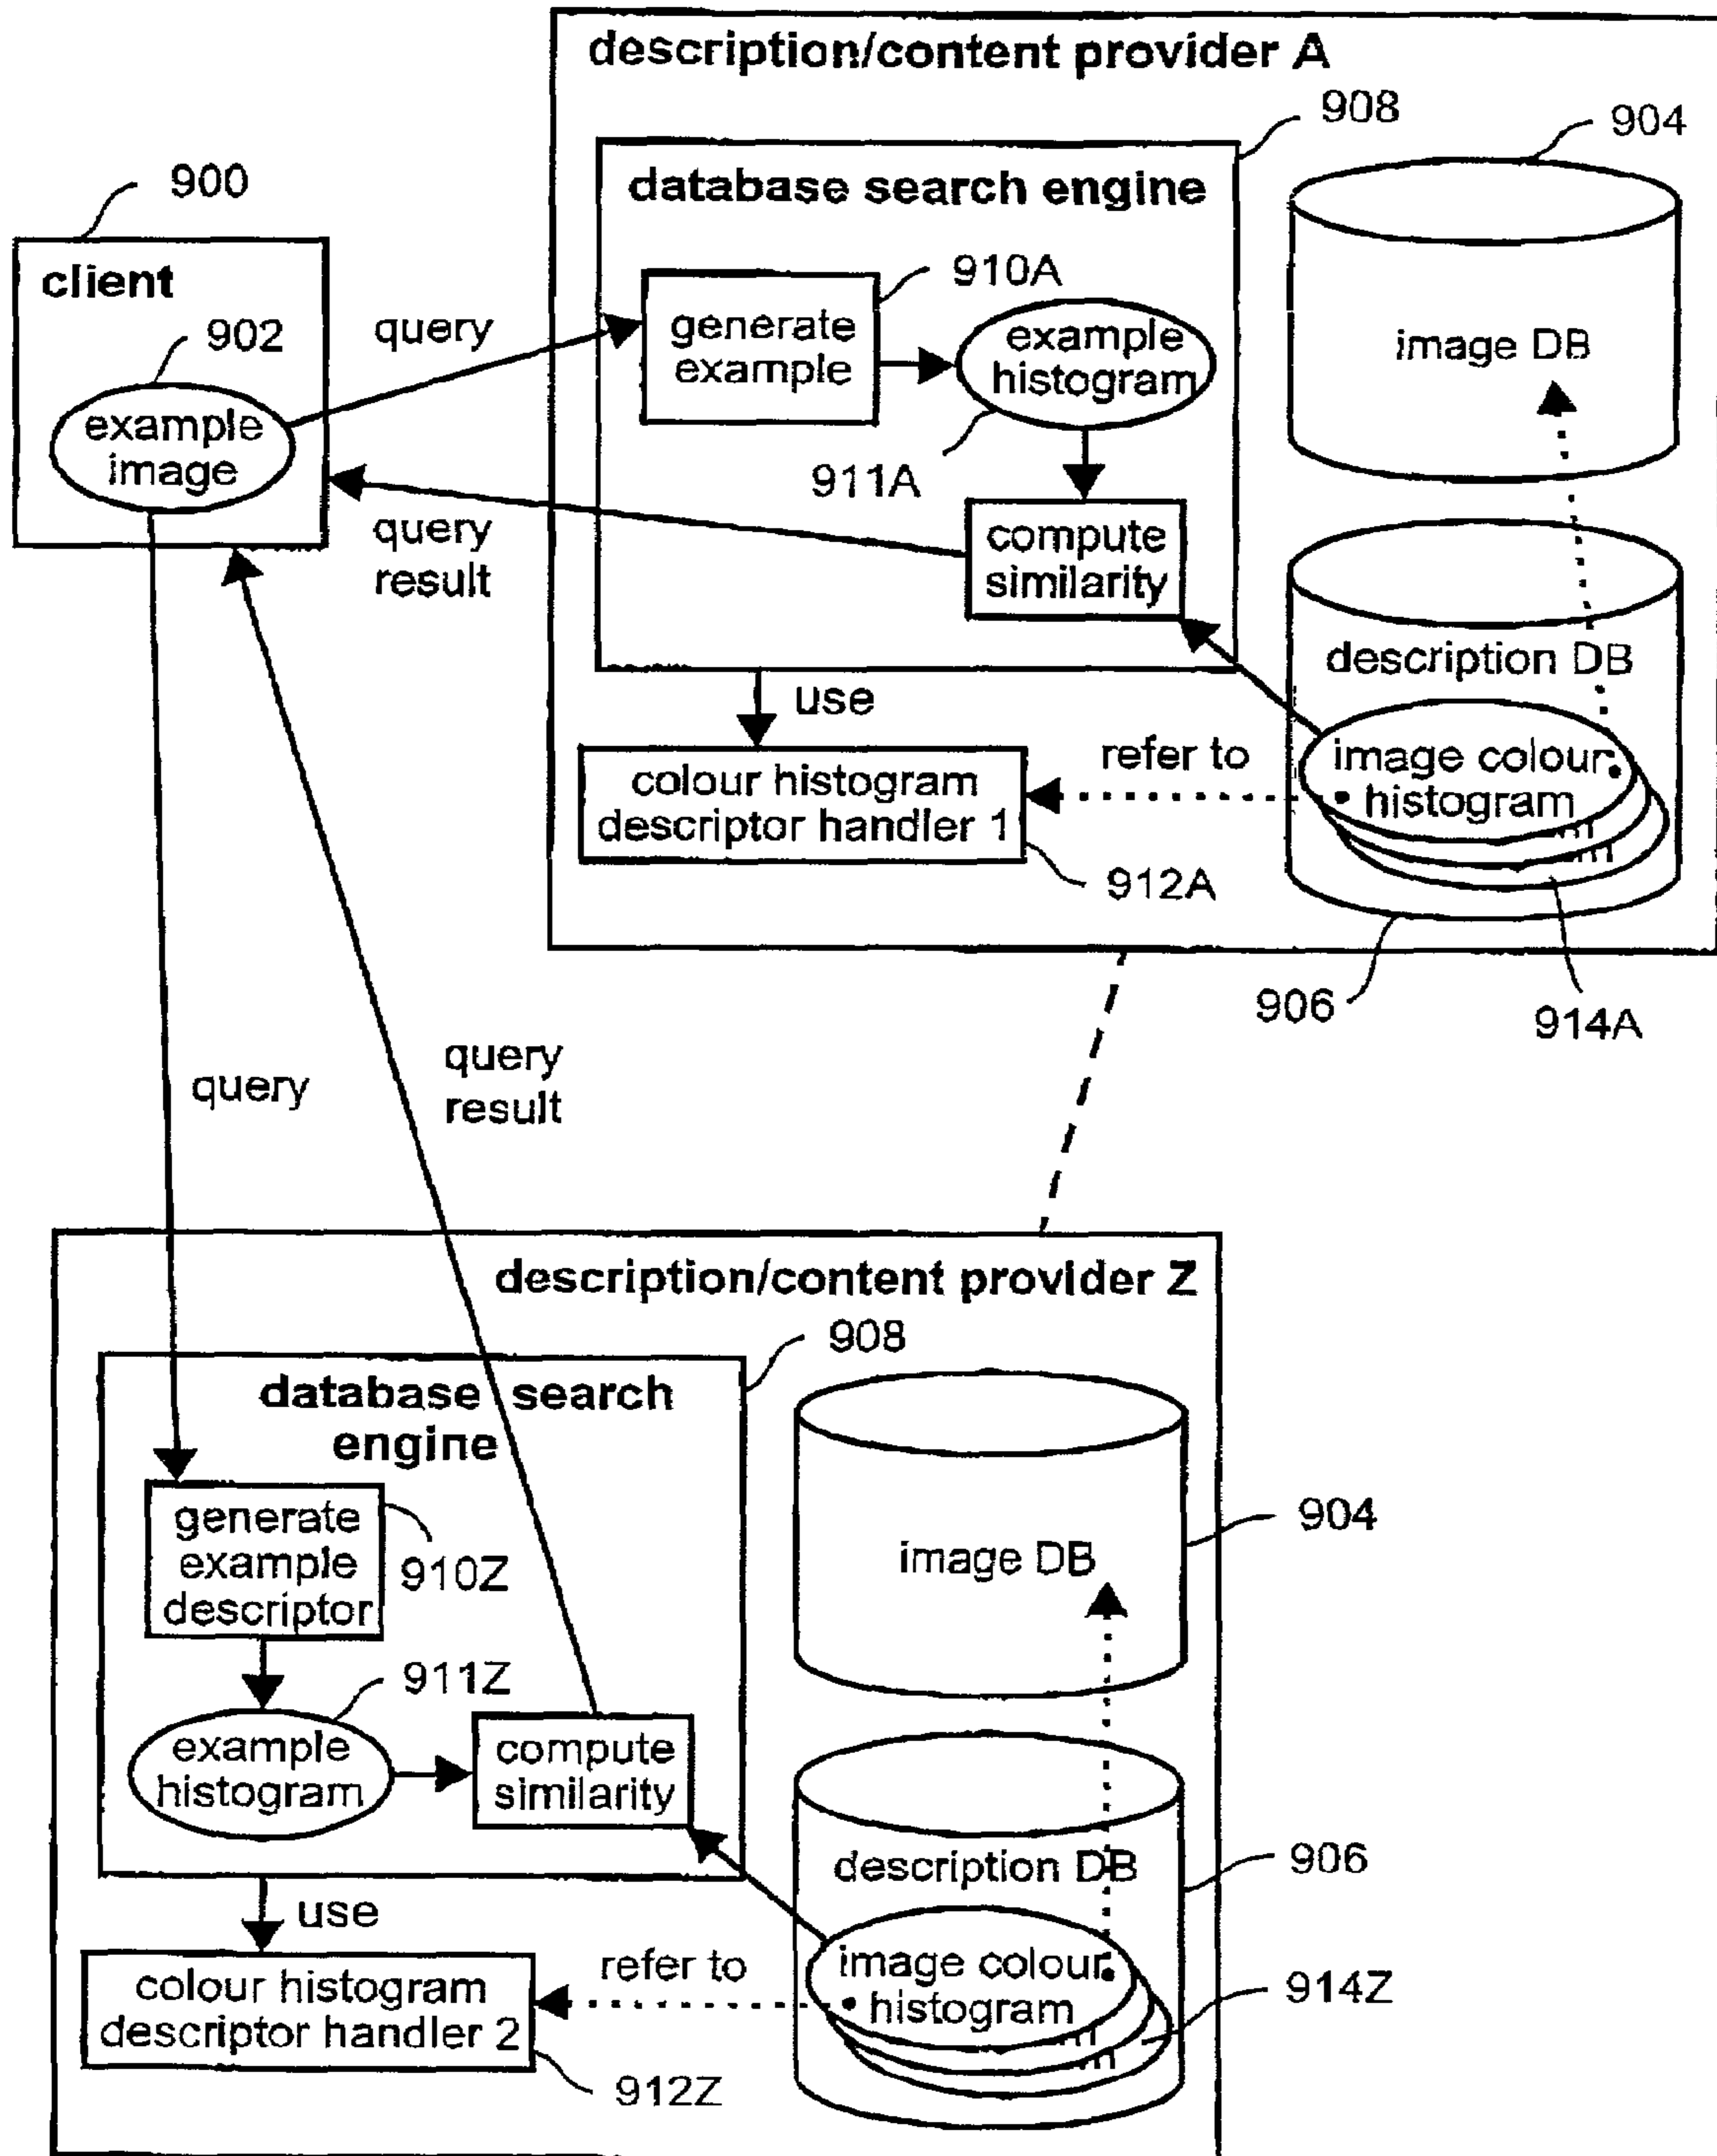 description/content provider A
908
904
database search engine
900
client
910A
902
query
generate
example
example
histogram
image DB
example
image
911A
query
result
compute
similarity
description DB
use
refer to
image colour
histogram
colour histogram
descriptor handler 1
912A
906
914A
query
query
result
description/content provider Z
908
database search
engine
generate
example
descriptor
910Z
904
image DB
911Z
example
histogram
compute
similarity
description DB
906
use
refer to
image colour
histogram
914Z
colour histogram
descriptor handler 2
912Z